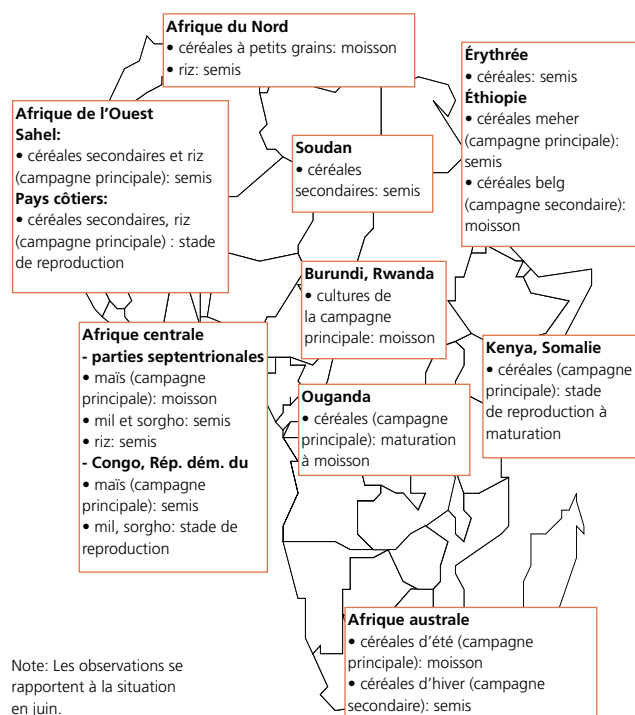 Afrique du Nord
• céréales à petits grains: moisson
• riz: semis
Érythrée
• céréales: semis
Éthiopie
• céréales meher
(campagne principale):
semis
• céréales belg
(campagne secondaire):
moisson
Afrique de l'Ouest
Sahel:
• céréales secondaires et riz
(campagne principale): semis
Pays côtiers:
• céréales secondaires, riz
(campagne principale) : stade
de reproduction
Soudan
• céréales
secondaires: semis
Burundi, Rwanda
• cultures de
la campagne
principale: moisson
Afrique centrale
- parties septentrionales
• maïs (campagne
principale): moisson
• mil et sorgho: semis
• riz: semis
- Congo, Rép. dém. du
• maïs (campagne
principale): semis
• mil, sorgho: stade de
reproduction
Kenya, Somalie
• céréales (campagne
principale): stade
de reproduction à
maturation
Ouganda
• céréales (campagne
principale): maturation
à moisson
Afrique australe
• céréales d'été (campagne
principale): moisson
• céréales d'hiver (campagne
secondaire): semis
Note: Les observations se
rapportent à la situation
en juin.